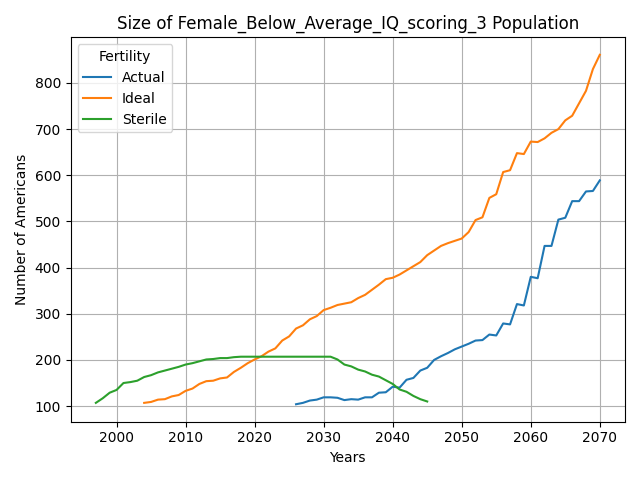 Size of Female_Below_Average_IQ_scoring_3 Population
Fertility
Actual
Ideal
Sterile
Number of Americans
800
700
600
500
400
300
200
100
2000 2010 2020 2030 2040 2050 2060 2070
Years